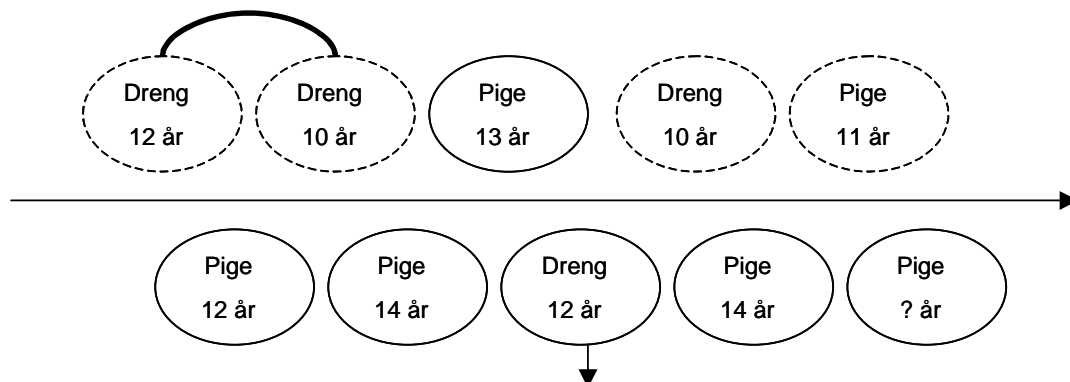 Dreng
12 år
Dreng
10 år
Pige
13 år
Dreng
10 år
Pige
11 år
Pige
12 år
Pige
14 år
Dreng
12 år
Pige
14 år
Pige
? år